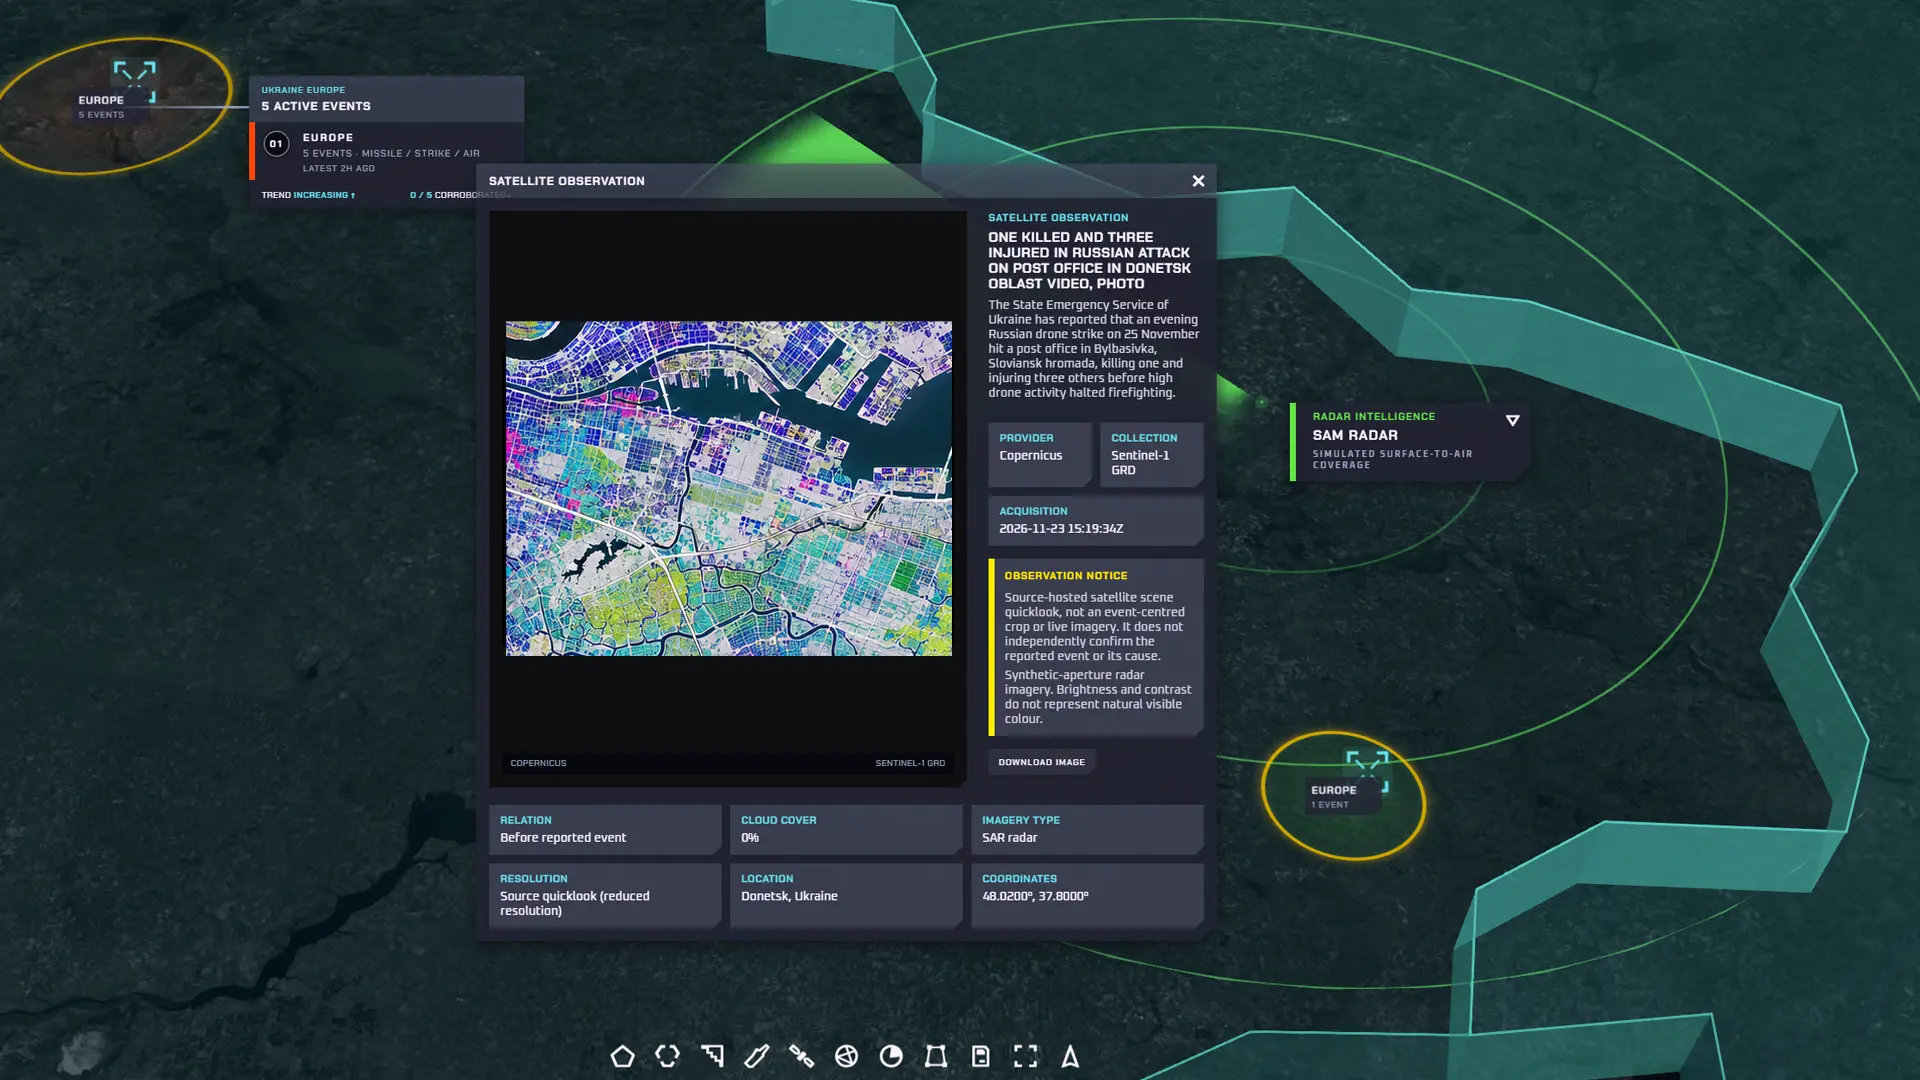 EUROPE
5 EVENTS
UKRAINE EUROPE
5 ACTIVE EVENTS
01
EUROPE
5 EVENTS · MISSILE / STRIKE / AIR
LATEST 2H AGO
TREND INCREASING ↑
0 / 5 CORROBORATED
SATELLITE OBSERVATION
SATELLITE OBSERVATION
ONE KILLED AND THREE
INJURED IN RUSSIAN ATTACK
ON POST OFFICE IN DONETSK
OBLAST VIDEO, PHOTO
The State Emergency Service of
Ukraine has reported that an evening
Russian drone strike on 25 November
hit a post office in Bylbasivka,
Sloviansk hromada, killing one and
injuring three others before high
drone activity halted firefighting.
PROVIDER
Copernicus
COLLECTION
Sentinel-1
GRD
ACQUISITION
2026-11-23 15:19:34Z
OBSERVATION NOTICE
Source-hosted satellite scene
quicklook, not an event-centred
crop or live imagery. It does not
independently confirm the
reported event or its cause.
Synthetic-aperture radar
imagery. Brightness and contrast
do not represent natural visible
colour.
DOWNLOAD IMAGE
COPERNICUS
SENTINEL-1 GRD
RELATION
Before reported event
CLOUD COVER
0%
IMAGERY TYPE
SAR radar
RESOLUTION
Source quicklook (reduced
resolution)
LOCATION
Donetsk, Ukraine
COORDINATES
48.0200°, 37.8000°
RADAR INTELLIGENCE
SAM RADAR
SIMULATED SURFACE-TO-AIR
COVERAGE
EUROPE
1 EVENT